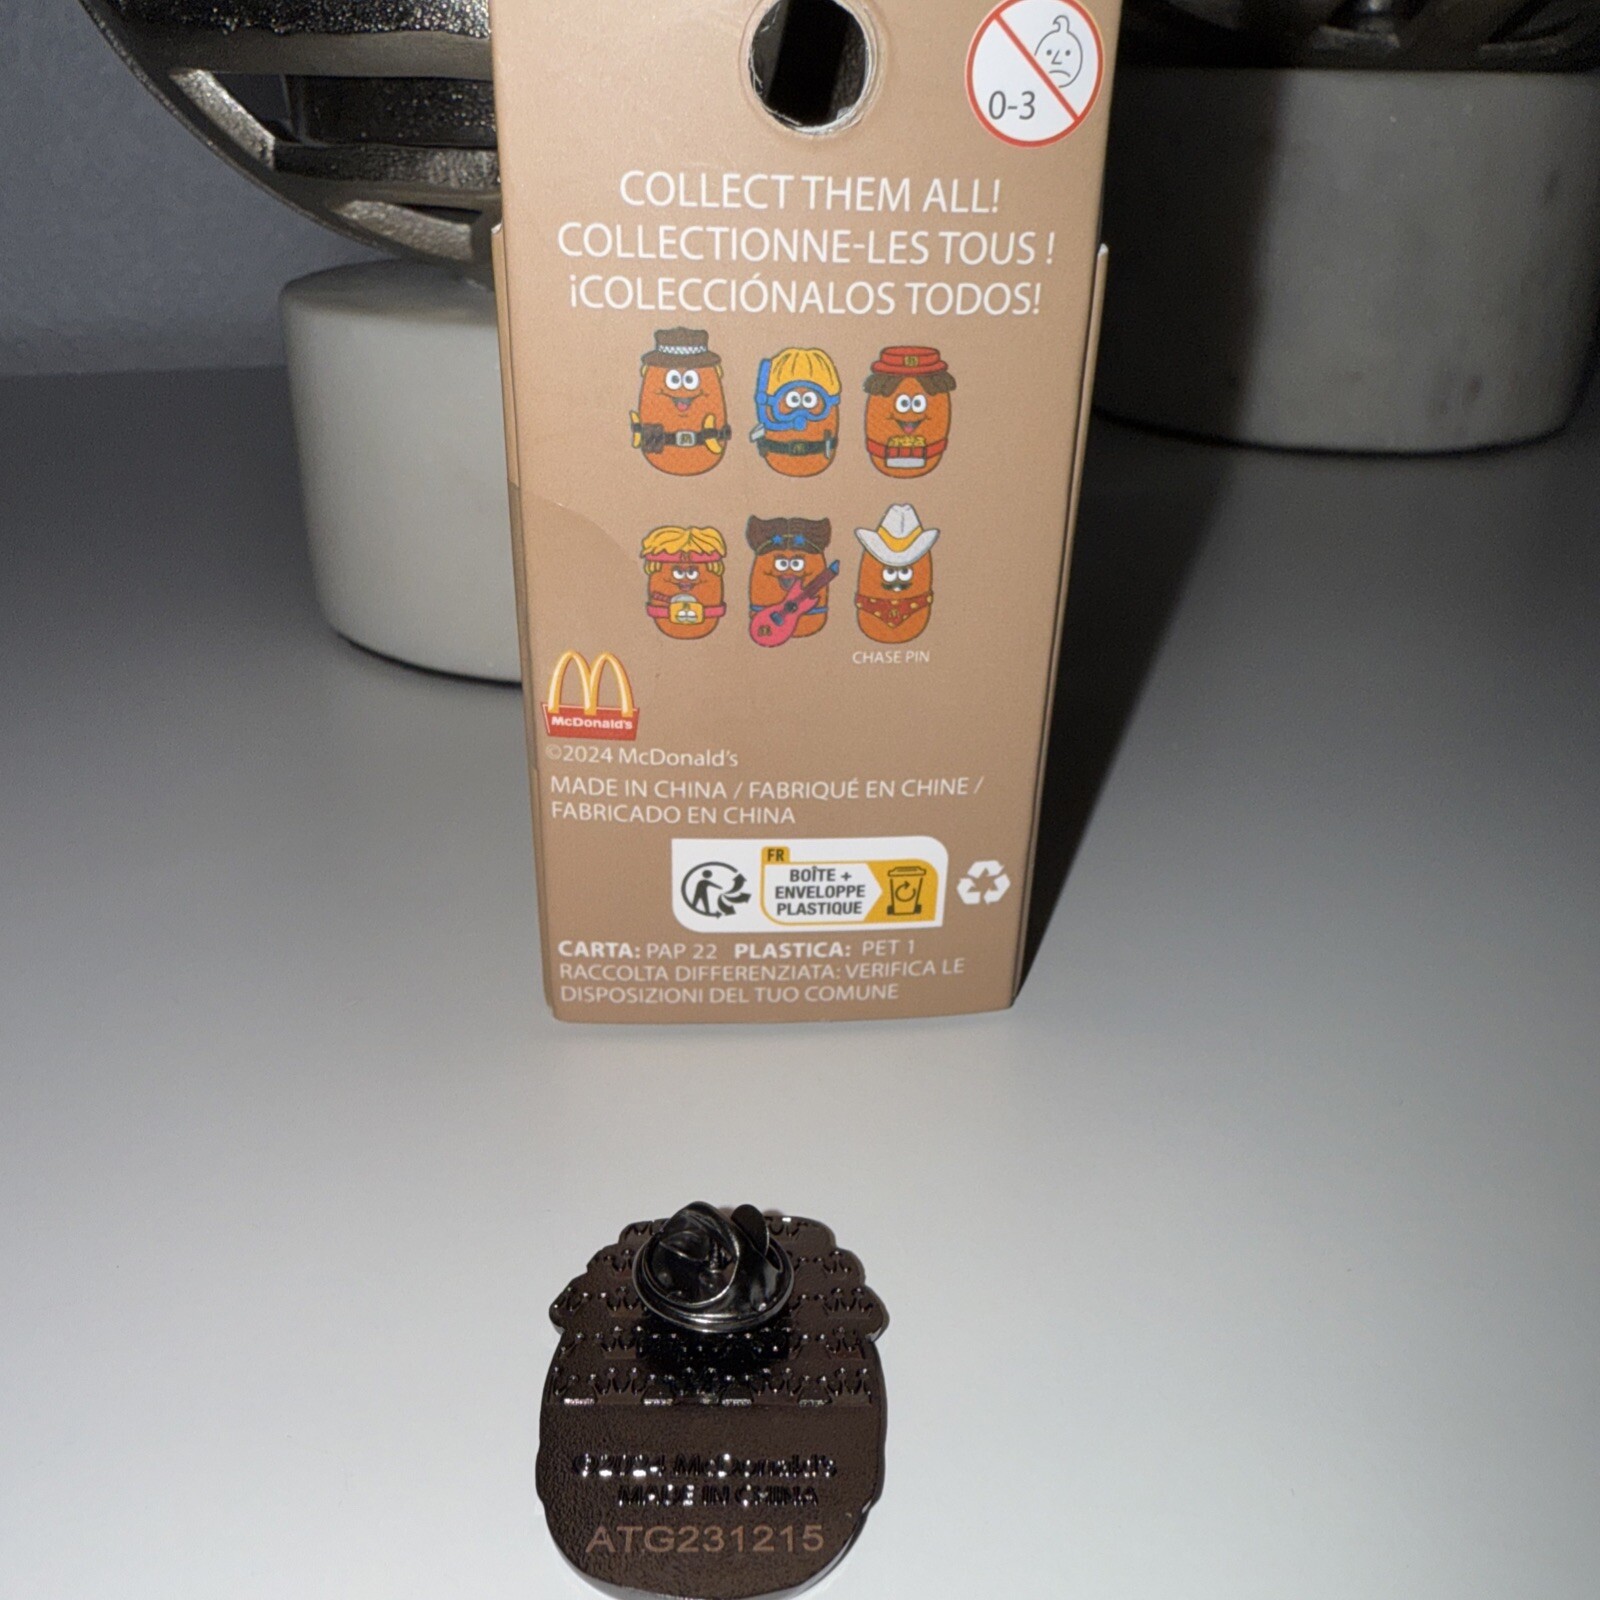 0-3
COLLECT THEM ALL!
COLLECTIONNE-LES TOUS !
¡COLECCIÓNALOS TODOS!
CHASE PIN
McDonald's
©2024 McDonald's
MADE IN CHINA / FABRIQUÉ EN CHINE /
FABRICADO EN CHINA
FR
BOÎTE +
ENVELOPPE
PLASTIQUE
CARTA: PAP 22 PLASTICA: PET 1
RACCOLTA DIFFERENZIATA: VERIFICA LE
DISPOSIZIONI DEL TUO COMUNE
©2024 McDonald's
MADE IN CHINA
ATG231215